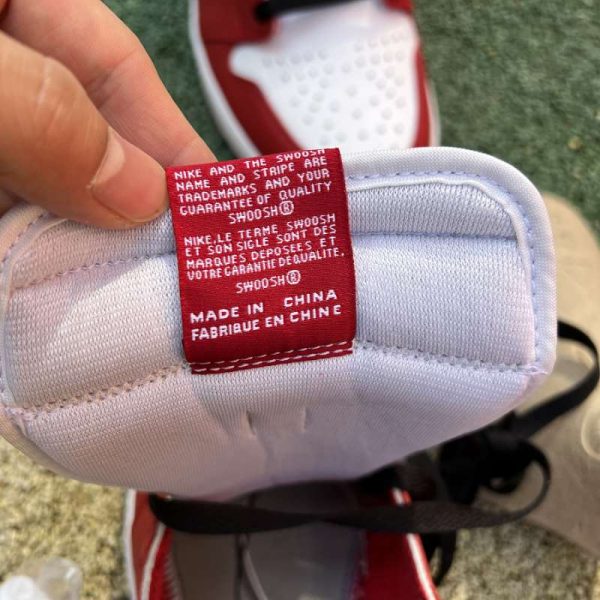 NIKE AND THE SWOOSH
NAME AND STRIPE ARE
TRADEMARKS AND YOUR
GUARANTEE OF QUALITY
SWOOSH®
NIKE,LE TERME SWOOSH
ET SON SIGLE SONT DES
MARQUES DEPOSEES ET
VOTRE GARANTIE DE QUALITE.
SWOOSH®
MADE IN CHINA
FABRIQUE EN CHINE